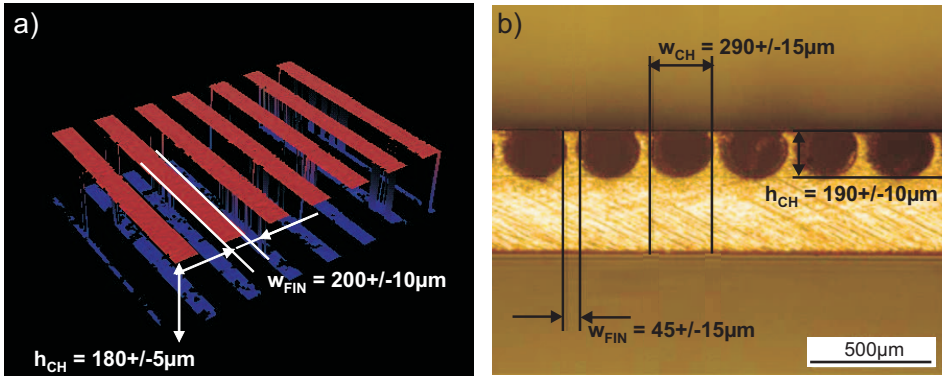 a)
w_FIN = 200+/-10µm
h_CH = 180+/-5µm
b)
w_CH = 290+/-15µm
h_CH = 190+/-10µm
w_FIN = 45+/-15µm
500µm